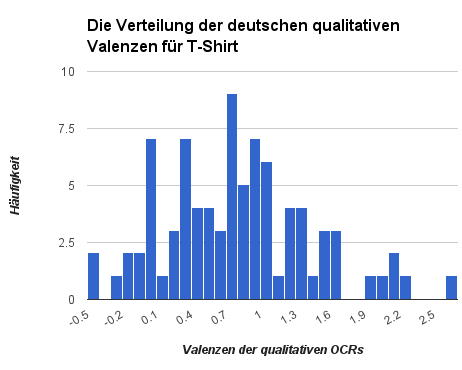 Die Verteilung der deutschen qualitativen
Valenzen für T-Shirt
10
7.5
5
2.5
0
Häufigkeit
-0.5 -0.2 0.1 0.4 0.7 1 1.3 1.6 1.9 2.2 2.5
Valenzen der qualitativen OCRs